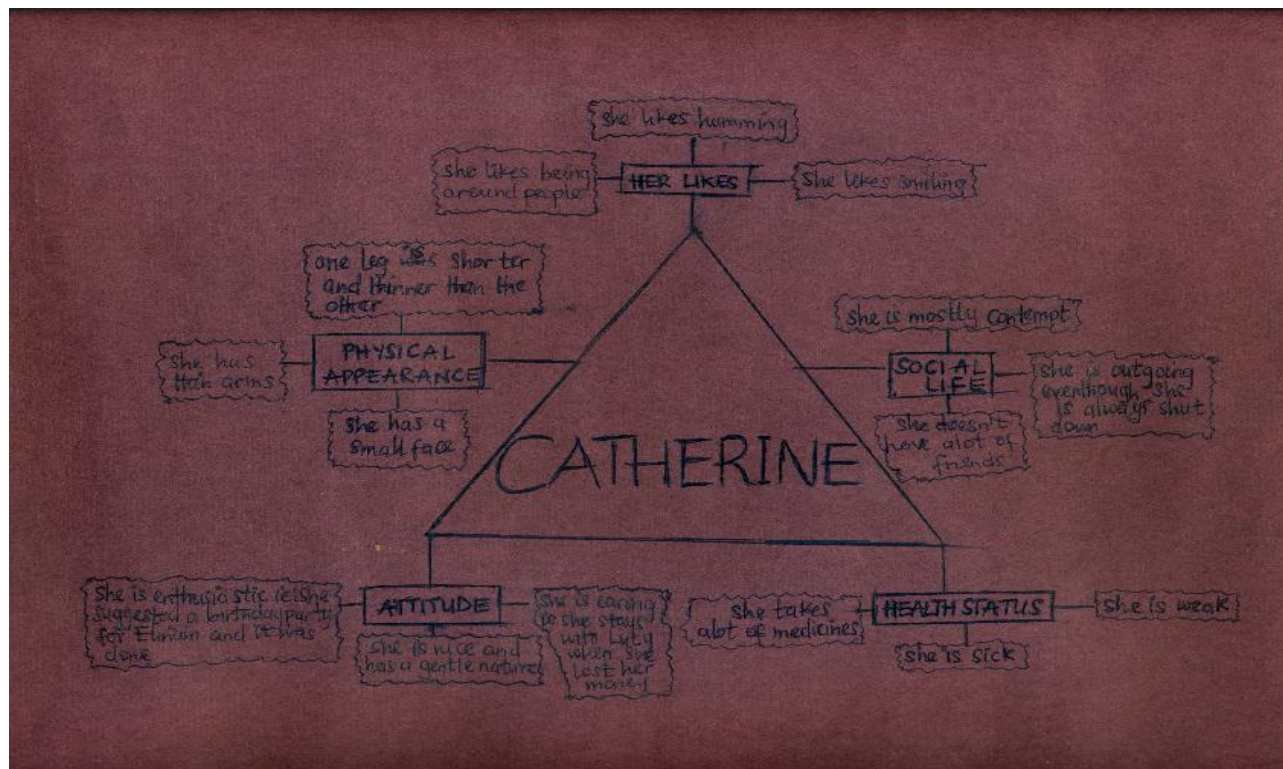 she likes humming
she likes being
around people
HER LIKES
She likes smiling
one leg is shorter
and thinner than the
other
PHYSICAL
APPEARANCE
she has
thin arms
she has a
small face
she is mostly contempt
SOCIAL
LIFE
she is outgoing
eventhough she
is always shut
down
she doesn't
have alot of
friends
CATHERINE
ATTITUDE
She is enthusiastic ie she
suggested a birthday party
for and it was
done
she is nice and
has a gentle nature
she is caring
ie she stays
with Lyty
when she
lost her
money
HEALTH STATUS
she takes
alot of medicines
she is sick
she is weak